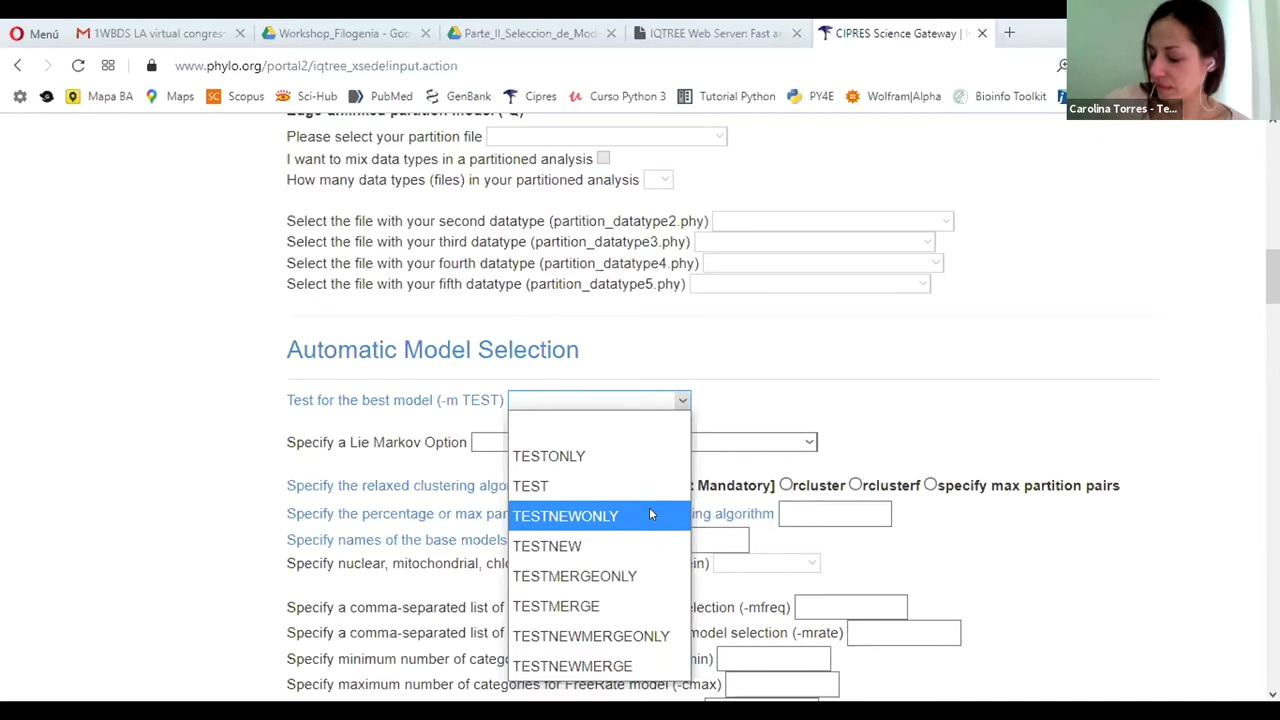 Menú
1WBDS LA virtual congres
Workshop_Filogenia - Goo
Parte_II_Seleccion_de_Mod
IQTREE Web Server: Fast an
CIPRES Science Gateway | I
www.phylo.org/portal2/iqtree_xsedelinput.action
Mapa BA
Maps
Scopus
Sci-Hub
PubMed
GenBank
Cipres
Curso Python 3
Tutorial Python
PY4E
Wolfram|Alpha
Bioinfo Toolkit
Carolina Torres - Te...
Edge-unlinked partition model (-Q)
Please select your partition file
I want to mix data types in a partitioned analysis
How many data types (files) in your partitioned analysis
Select the file with your second datatype (partition_datatype2.phy)
Select the file with your third datatype (partition_datatype3.phy)
Select the file with your fourth datatype (partition_datatype4.phy)
Select the file with your fifth datatype (partition_datatype5.phy)
Automatic Model Selection
Test for the best model (-m TEST)
Specify a Lie Markov Option
TESTONLY
TEST
TESTNEWONLY
TESTNEW
TESTMERGEONLY
TESTMERGE
TESTNEWMERGEONLY
TESTNEWMERGE
Specify the relaxed clustering algo
Mandatory] rcluster rclusterf specify max partition pairs
Specify the percentage or max par
ing algorithm
Specify names of the base models
Specify nuclear, mitochondrial, chl
ein)
Specify a comma-separated list of
election (-mfreq)
Specify a comma-separated list of
model selection (-mrate)
Specify minimum number of categ
min)
Specify maximum number of categories for FreeRate model (-cmax)